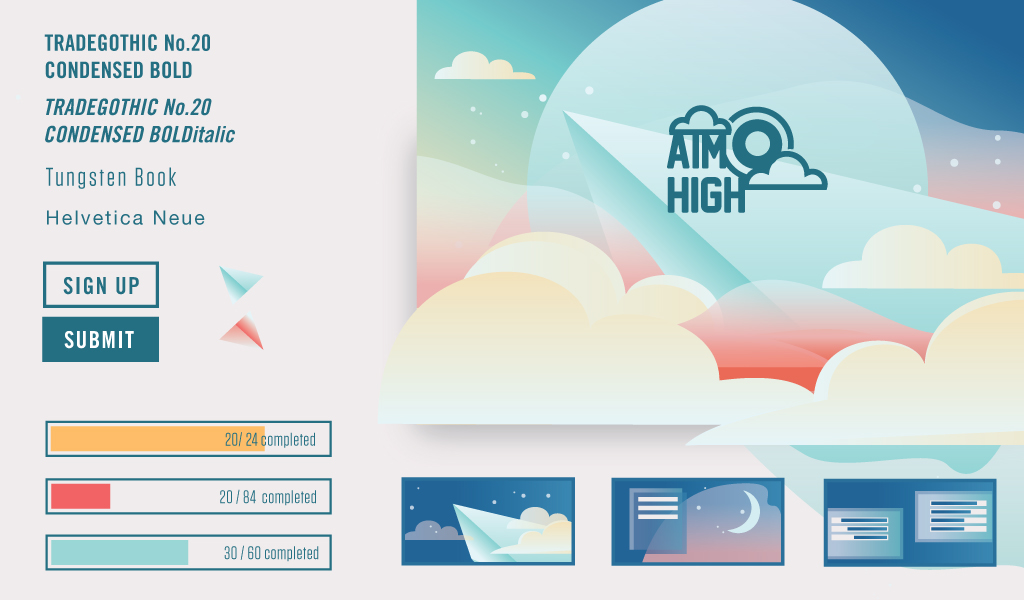 TRADEGOTHIC No.20
CONDENSED BOLD
TRADEGOTHIC No.20
CONDENSED BOLDitalic
Tungsten Book
Helvetica Neue
SIGN UP
SUBMIT
20/ 24 completed
20 / 84 completed
30 / 60 completed
AIM
HIGH